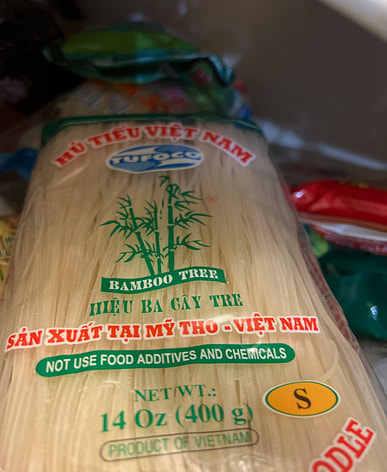 HỦ TIẾU VIỆT NAM
TUFOCO
BAMBOO TREE
HIỆU BA CÂY TRE
SẢN XUẤT TẠI MỸ THO - VIỆT NAM
NOT USE FOOD ADDITIVES AND CHEMICALS
NET WT.:
14 Oz (400 g)
S
PRODUCT OF VIETNAM